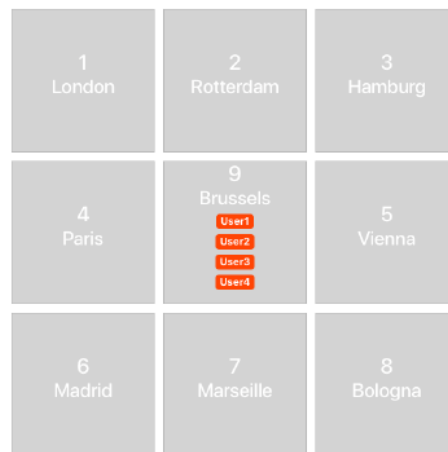 1
London
2
Rotterdam
3
Hamburg
4
Paris
9
Brussels
User1
User2
User3
User4
5
Vienna
6
Madrid
7
Marseille
8
Bologna